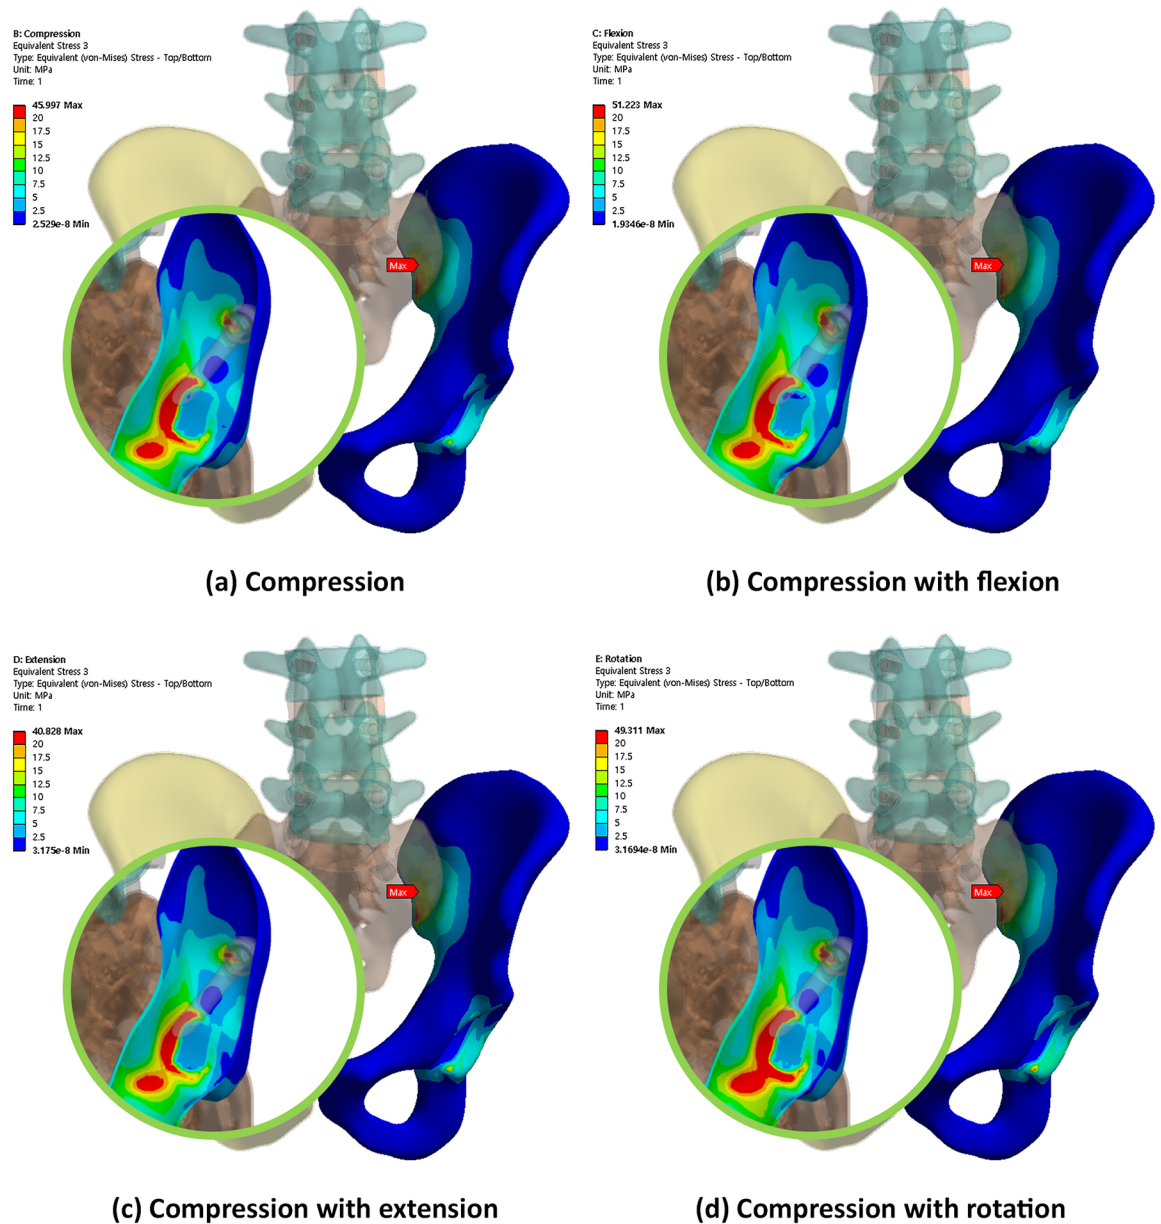 B: Compression
Equivalent Stress 3
Type: Equivalent (von-Mises) Stress - Top/Bottom
Unit: MPa
Time: 1
45.997 Max
20
17.5
15
12.5
10
7.5
5
2.5
2.529e-8 Min
Max
(a) Compression
C: Flexion
Equivalent Stress 3
Type: Equivalent (von-Mises) Stress - Top/Bottom
Unit: MPa
Time: 1
51.223 Max
20
17.5
15
12.5
10
7.5
5
2.5
1.9346e-8 Min
Max
(b) Compression with flexion
D: Extension
Equivalent Stress 3
Type: Equivalent (von-Mises) Stress - Top/Bottom
Unit: MPa
Time: 1
40.828 Max
20
17.5
15
12.5
10
7.5
5
2.5
3.175e-8 Min
Max
(c) Compression with extension
E: Rotation
Equivalent Stress 3
Type: Equivalent (von-Mises) Stress - Top/Bottom
Unit: MPa
Time: 1
49.311 Max
20
17.5
15
12.5
10
7.5
5
2.5
3.1694e-8 Min
Max
(d) Compression with rotation